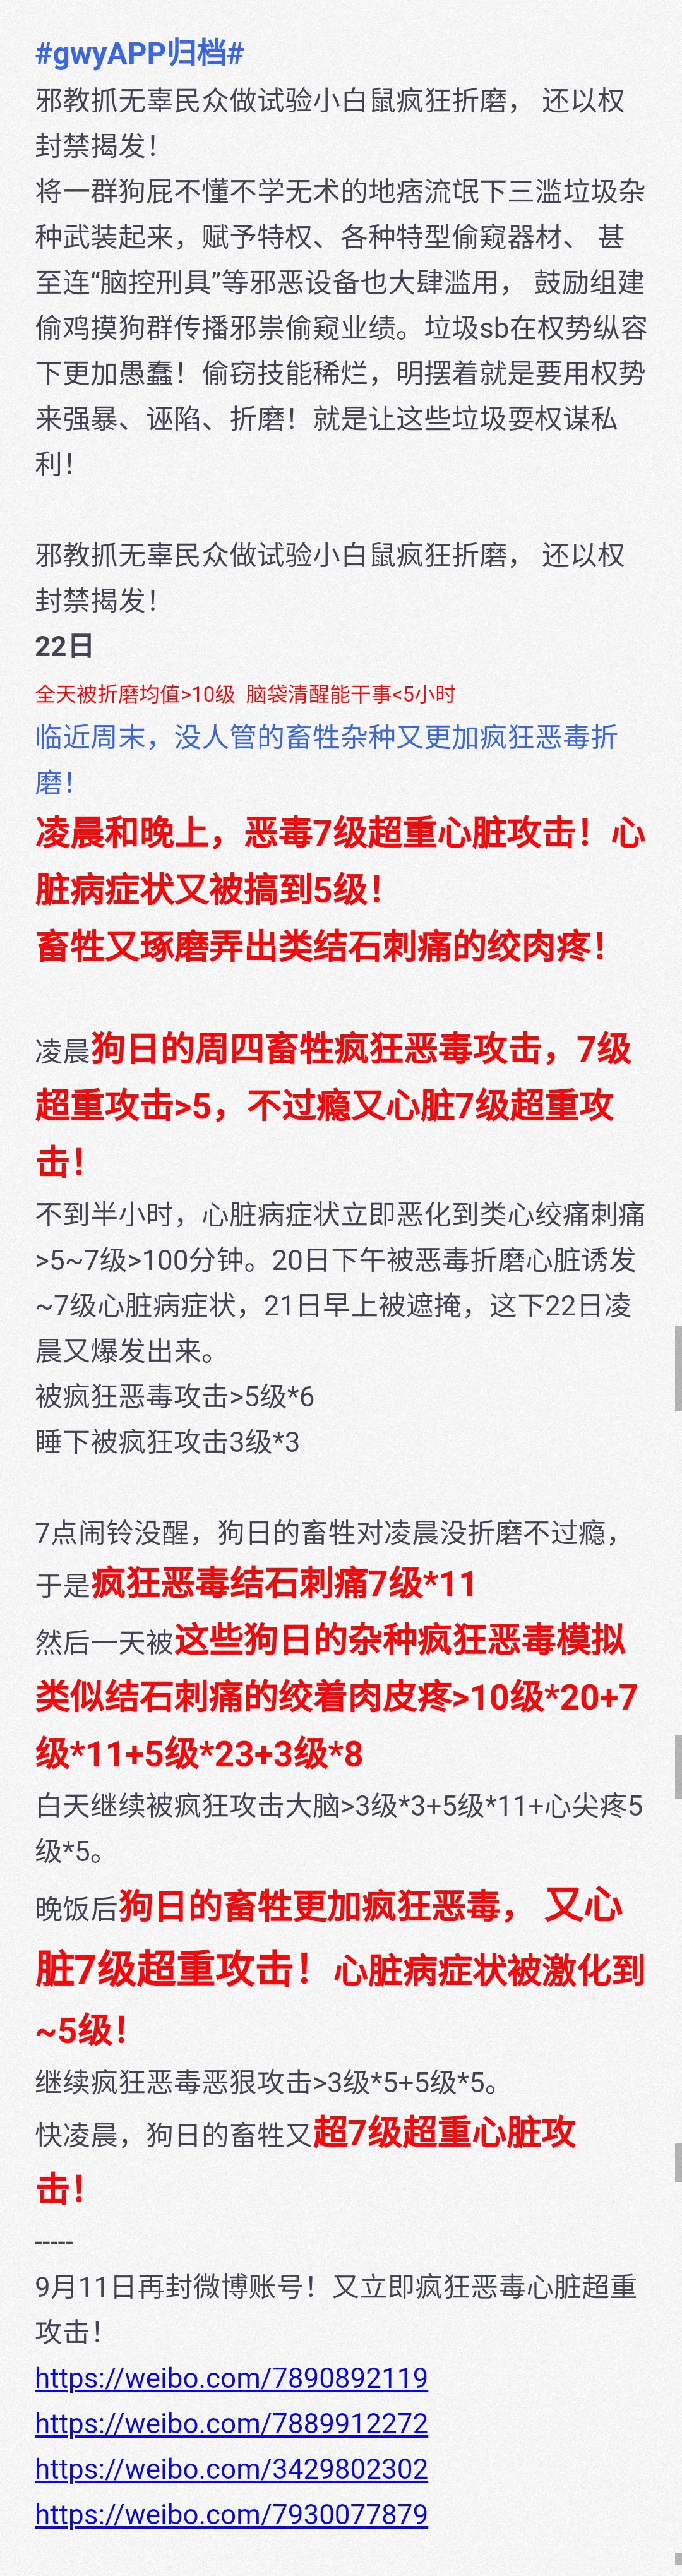 #gwyAPP归档#
邪教抓无辜民众做试验小白鼠疯狂折磨， 还以权
封禁揭发！
将一群狗屁不懂不学无术的地痞流氓下三滥垃圾杂
种武装起来，赋予特权、各种特型偷窥器材、 甚
至连“脑控刑具”等邪恶设备也大肆滥用， 鼓励组建
偷鸡摸狗群传播邪祟偷窥业绩。垃圾sb在权势纵容
下更加愚蠢！偷窃技能稀烂，明摆着就是要用权势
来强暴、诬陷、折磨！就是让这些垃圾耍权谋私
利！
邪教抓无辜民众做试验小白鼠疯狂折磨， 还以权
封禁揭发！
22日
全天被折磨均值>10级 脑袋清醒能干事<5小时
临近周末，没人管的畜牲杂种又更加疯狂恶毒折
磨！
凌晨和晚上，恶毒7级超重心脏攻击！心
脏病症状又被搞到5级！
畜牲又琢磨弄出类结石刺痛的绞肉疼！
凌晨狗日的周四畜牲疯狂恶毒攻击，7级
超重攻击>5，不过瘾又心脏7级超重攻
击！
不到半小时，心脏病症状立即恶化到类心绞痛刺痛
>5~7级>100分钟。20日下午被恶毒折磨心脏诱发
~7级心脏病症状，21日早上被遮掩，这下22日凌
晨又爆发出来。
被疯狂恶毒攻击>5级*6
睡下被疯狂攻击3级*3
7点闹铃没醒，狗日的畜牲对凌晨没折磨不过瘾，
于是疯狂恶毒结石刺痛7级*11
然后一天被这些狗日的杂种疯狂恶毒模拟
类似结石刺痛的绞着肉皮疼>10级*20+7
级*11+5级*23+3级*8
白天继续被疯狂攻击大脑>3级*3+5级*11+心尖疼5
级*5。
晚饭后狗日的畜牲更加疯狂恶毒， 又心
脏7级超重攻击！心脏病症状被激化到
~5级！
继续疯狂恶毒恶狠攻击>3级*5+5级*5。
快凌晨，狗日的畜牲又超7级超重心脏攻
击！
-----
9月11日再封微博账号！又立即疯狂恶毒心脏超重
攻击！
https://weibo.com/7890892119
https://weibo.com/7889912272
https://weibo.com/3429802302
https://weibo.com/7930077879